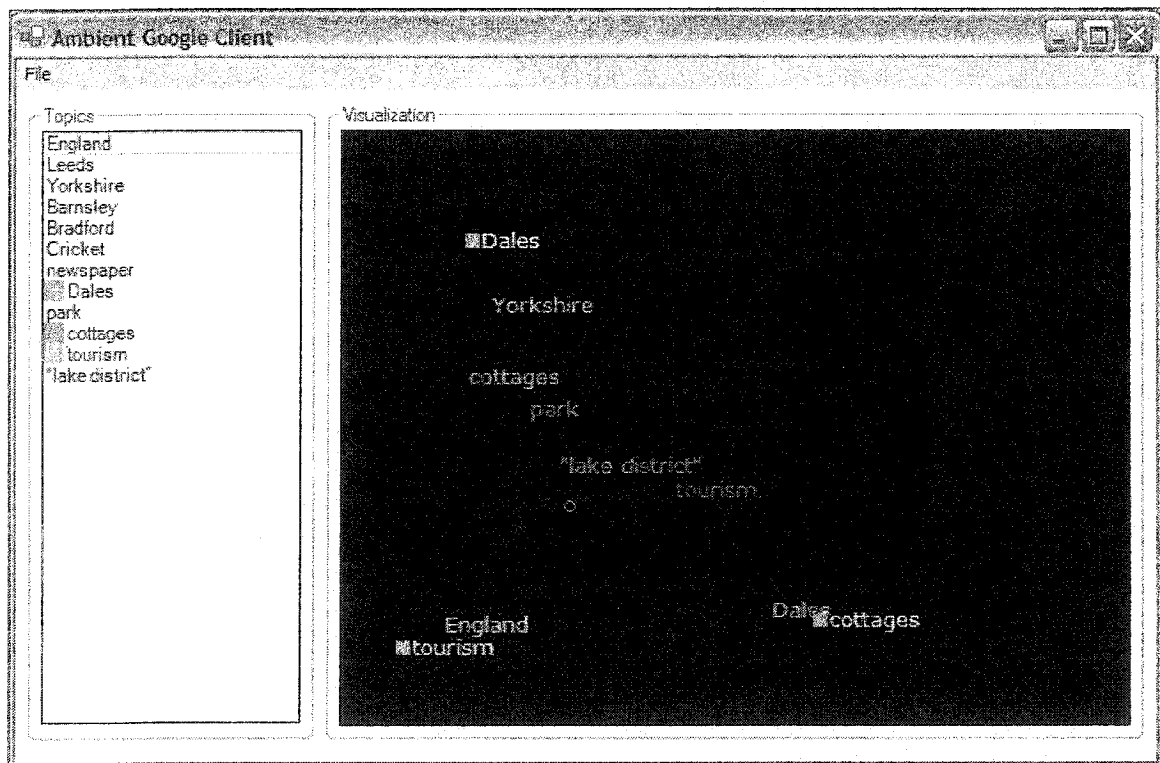 Ambient Google Client
File
Topics
England
Leeds
Yorkshire
Barnsley
Bradford
Cricket
newspaper
Dales
park
cottages
tourism
"lake district"
Visualization
Dales
Yorkshire
cottages
park
"lake district"
tourism
Dales
cottages
England
tourism